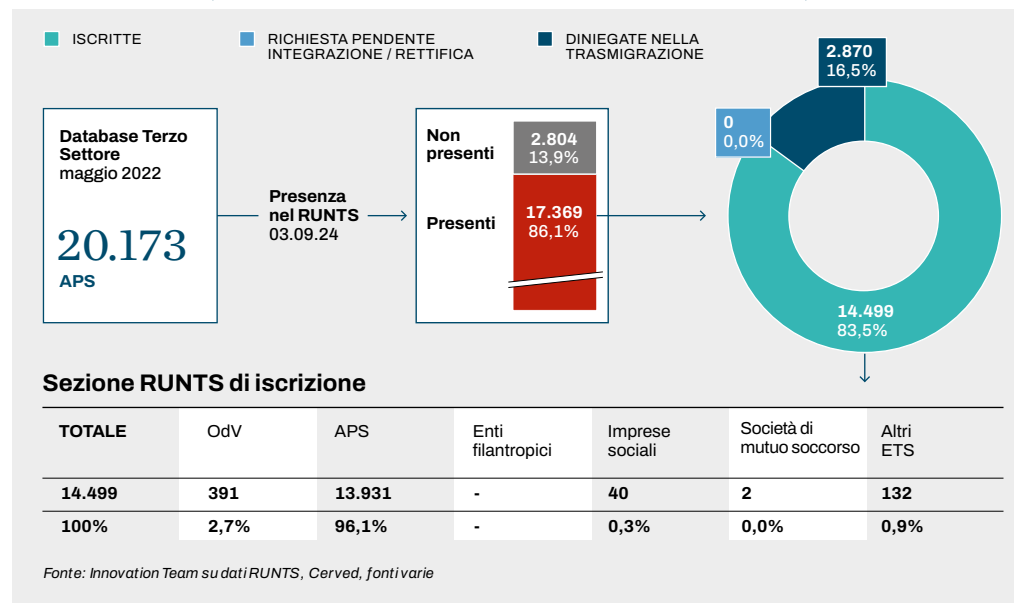 ISCRITTE
RICHIESTA PENDENTE
INTEGRAZIONE / RETTIFICA
DINIEGATE NELLA
TRASMIGRAZIONE
2.870
16,5%
0
0,0%
14.499
83,5%
Database Terzo
Settore
maggio 2022
20.173
APS
Presenza
nel RUNTS
03.09.24
Non
presenti
2.804
13,9%
Presenti
17.369
86,1%
Sezione RUNTS di iscrizione
TOTALE OdV APS Enti filantropici Imprese sociali Società di mutuo soccorso Altri ETS
14.499 391 13.931 - 40 2 132
100% 2,7% 96,1% - 0,3% 0,0% 0,9%
Fonte: Innovation Team su dati RUNTS, Cerved, fonti varie